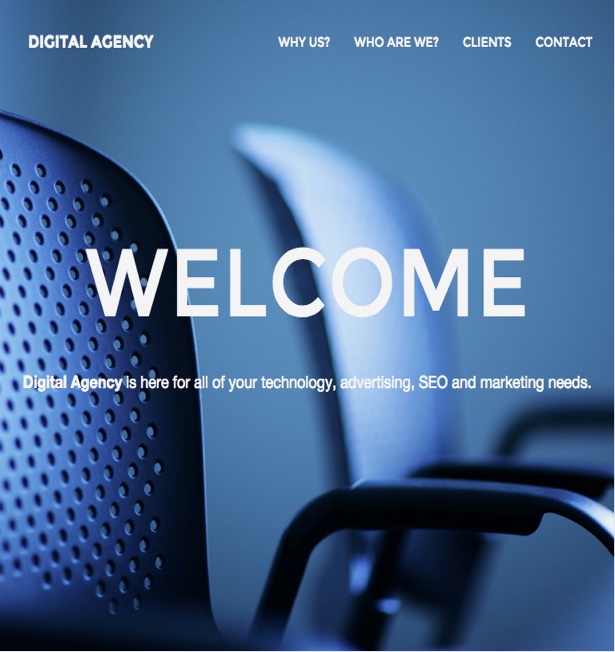 DIGITAL AGENCY WHY US? WHO ARE WE? CLIENTS CONTACT
WELCOME
Digital Agency is here for all of your technology, advertising, SEO and marketing needs.